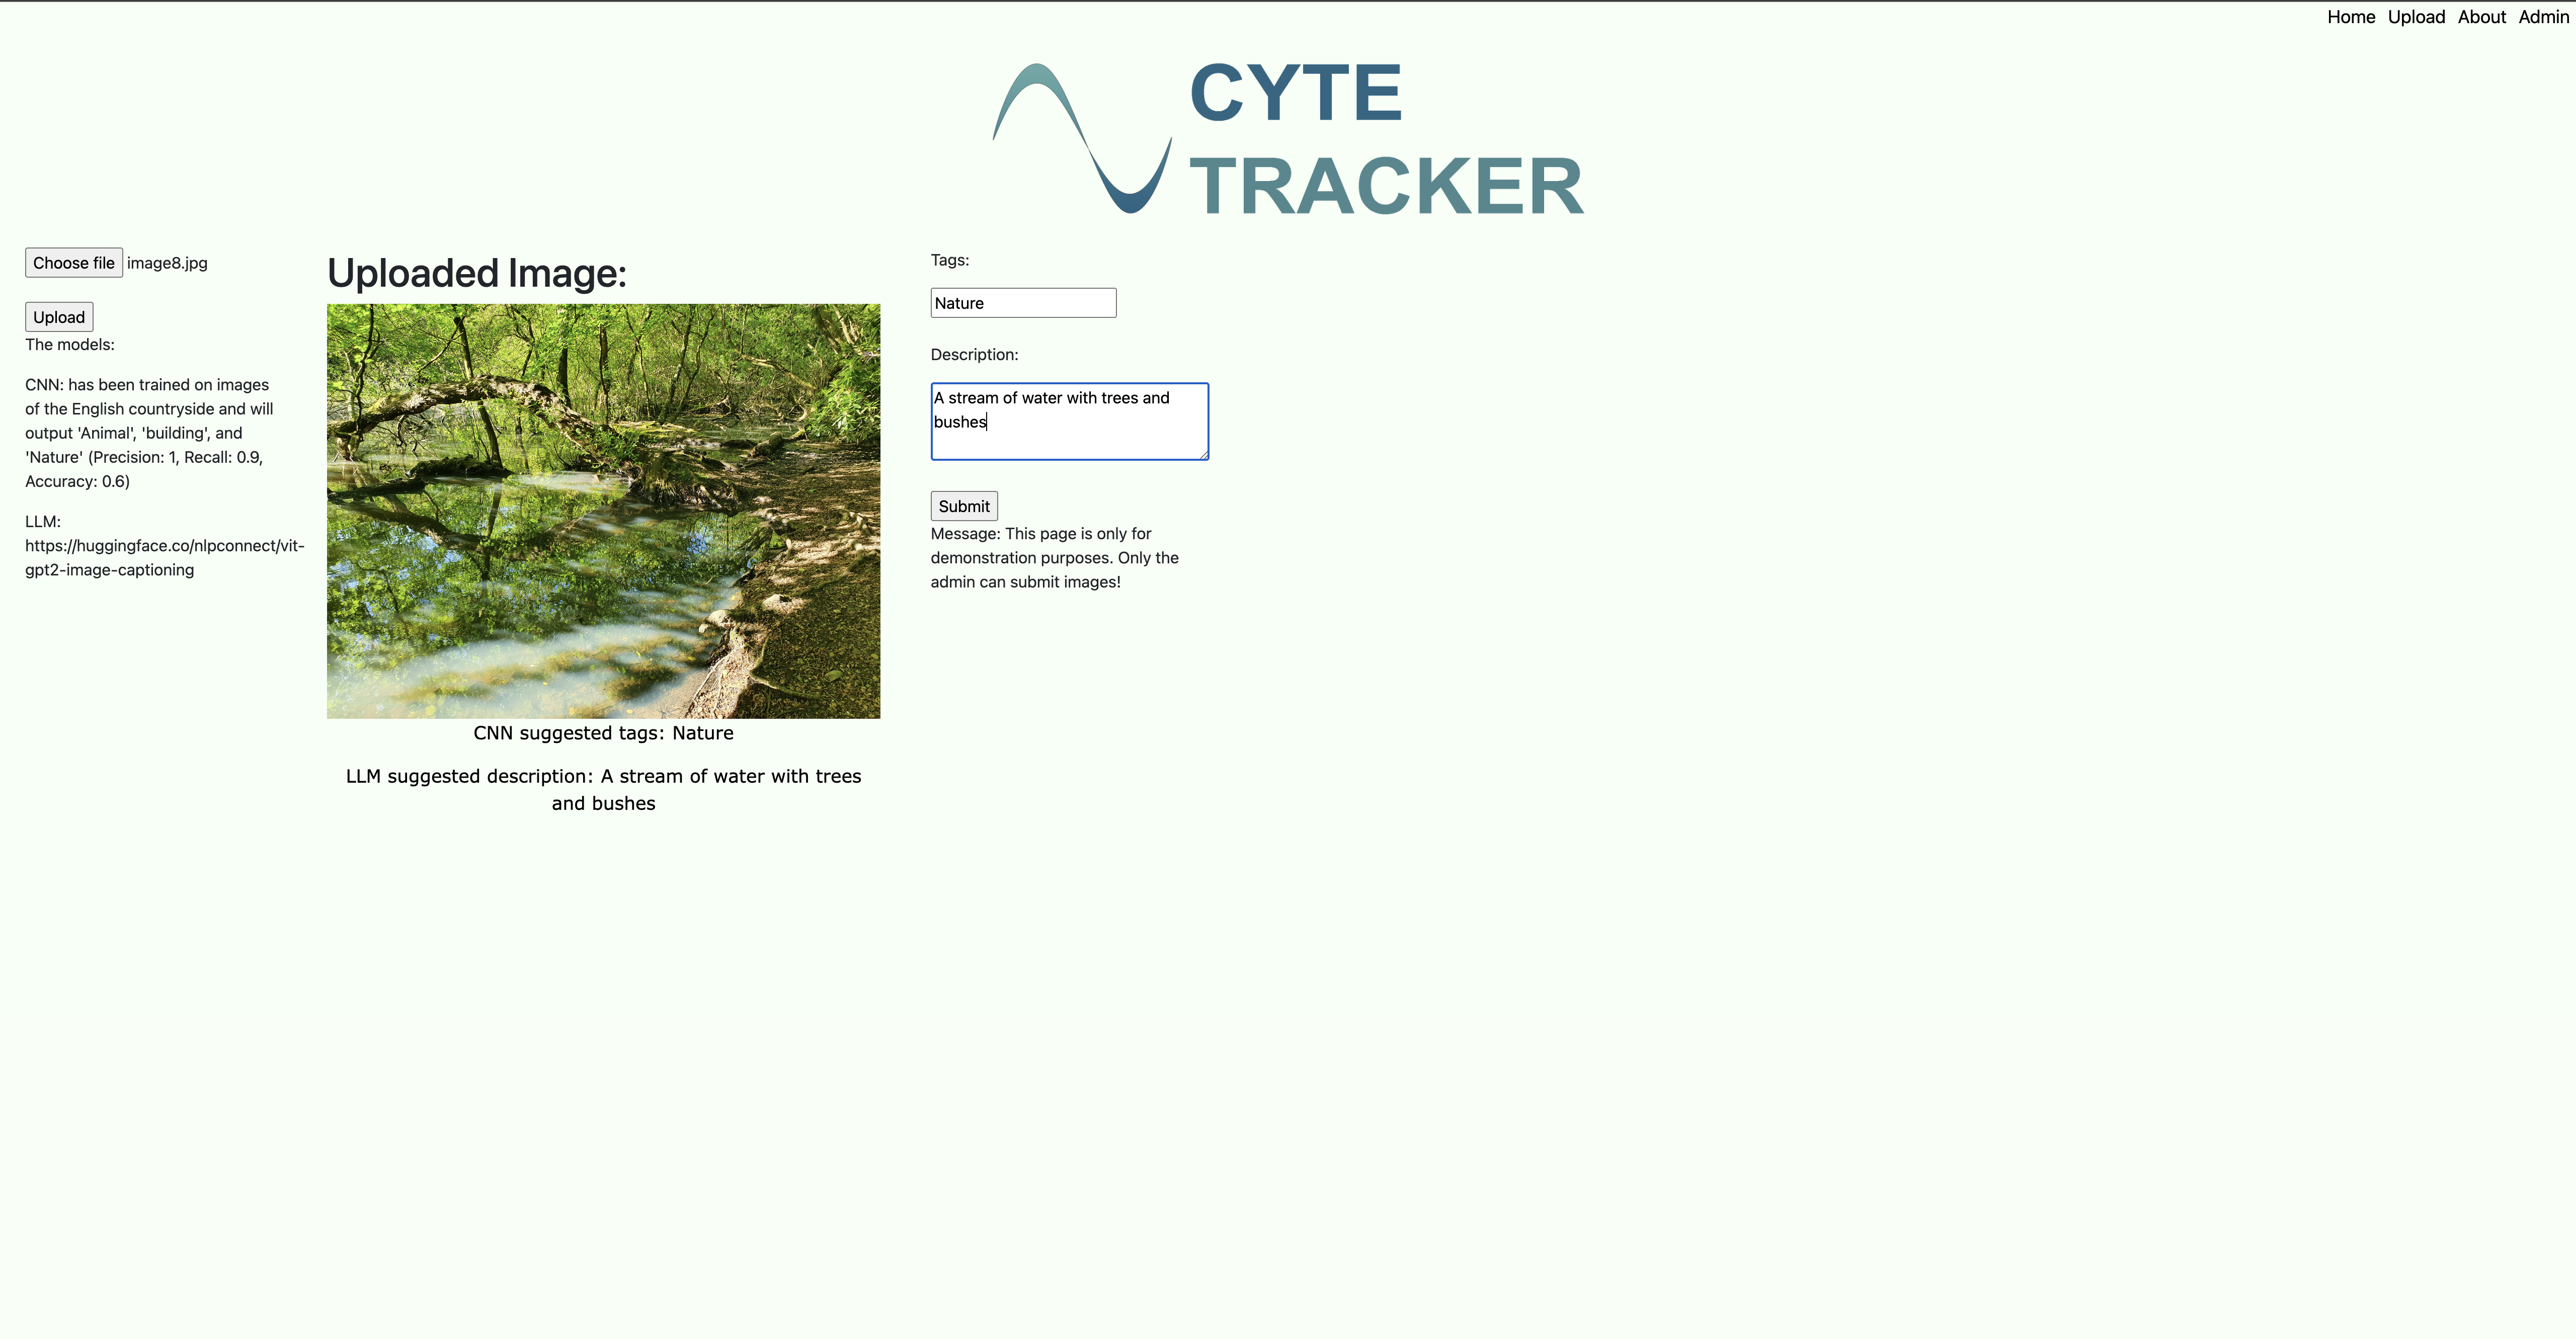 Home Upload About Admin
CYTE
TRACKER
Choose file image8.jpg
Upload
The models:
CNN: has been trained on images
of the English countryside and will
output 'Animal', 'building', and
'Nature' (Precision: 1, Recall: 0.9,
Accuracy: 0.6)
LLM:
https://huggingface.co/nlpconnect/vit-
gpt2-image-captioning
Uploaded Image:
CNN suggested tags: Nature
LLM suggested description: A stream of water with trees
and bushes
Tags:
Nature
Description:
A stream of water with trees and
bushes
Submit
Message: This page is only for
demonstration purposes. Only the
admin can submit images!